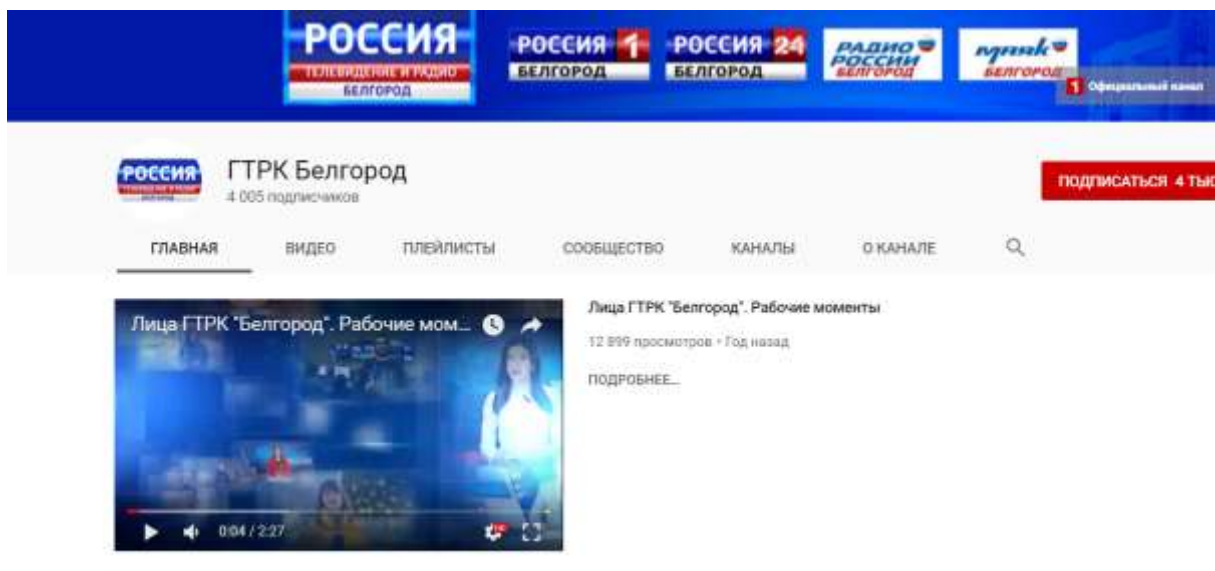 РОССИЯ
ТЕЛЕВИДЕНИЕ И РАДИО
БЕЛГОРОД
РОССИЯ 1
БЕЛГОРОД
РОССИЯ 24
БЕЛГОРОД
РАДИО РОССИИ
БЕЛГОРОД
маяк
БЕЛГОРОД
1 Официальный канал
РОССИЯ
ГТРК Белгород
4 005 подписчиков
ПОДПИСАТЬСЯ 4 ТЫС
ГЛАВНАЯ ВИДЕО ПЛЕЙЛИСТЫ СООБЩЕСТВО КАНАЛЫ О КАНАЛЕ
Лица ГТРК "Белгород". Рабочие мом...
0:04 / 2:27
Лица ГТРК "Белгород". Рабочие моменты
12 899 просмотров • Год назад
ПОДРОБНЕЕ...